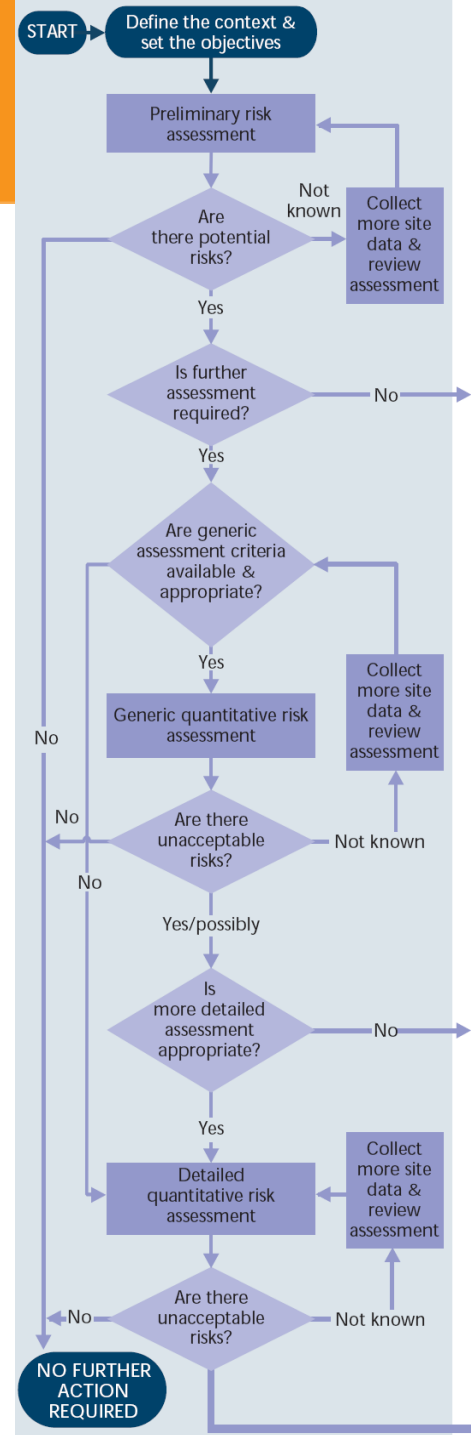 START
Define the context &
set the objectives
Preliminary risk
assessment
Not
known
Collect
more site
data &
review
assessment
Are
there potential
risks?
Yes
Is further
assessment
required?
No
Yes
Are generic
assessment criteria
available &
appropriate?
Yes
Collect
more site
data &
review
assessment
Generic quantitative risk
assessment
No
No
Are there
unacceptable
risks?
Not known
No
Yes/possibly
Is
more detailed
assessment
appropriate?
No
Yes
Collect
more site
data &
review
assessment
Detailed
quantitative risk
assessment
No
Are there
unacceptable
risks?
Not known
NO FURTHER
ACTION
REQUIRED